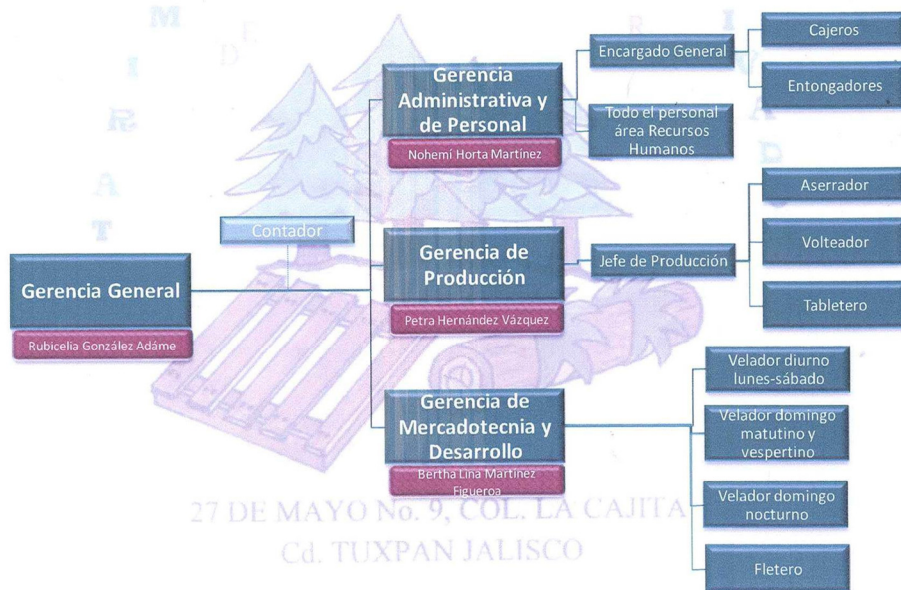 Gerencia General
Rubicelia González Adáme
Contador
Gerencia
Administrativa y
de Personal
Nohemí Horta Martínez
Encargado General
Cajeros
Entongadores
Todo el personal
área Recursos
Humanos
Gerencia de
Producción
Petra Hernández Vázquez
Jefe de Producción
Aserrador
Volteador
Tabletero
Gerencia de
Mercadotecnia y
Desarrollo
Bertha Lina Martínez
Figueroa
Velador diurno
lunes-sábado
Velador domingo
matutino y
vespertino
Velador domingo
nocturno
Fletero
27 DE MAYO No. 9, COL. LA CAJITA
Cd. TUXPAN JALISCO